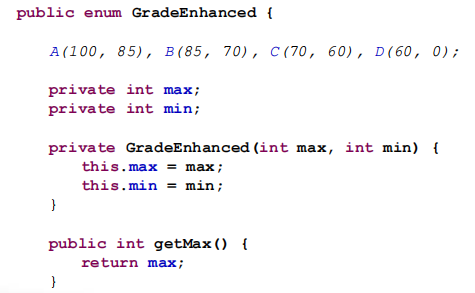 public enum GradeEnhanced {
A(100, 85), B(85, 70), C(70, 60), D(60, 0);
private int max;
private int min;
private GradeEnhanced(int max, int min) {
this.max = max;
this.min = min;
}
public int getMax() {
return max;
}